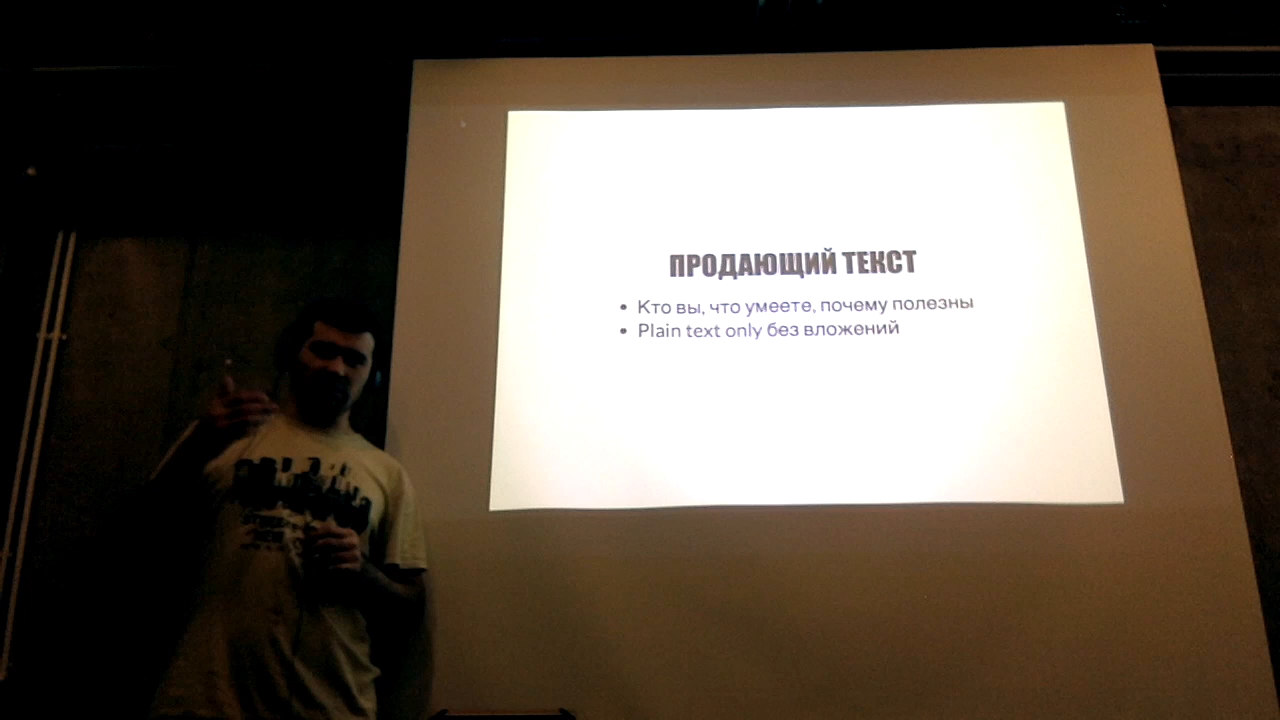 ПРОДАЮЩИЙ ТЕКСТ
• Кто вы, что умеете, почему полезны
• Plain text only без вложений